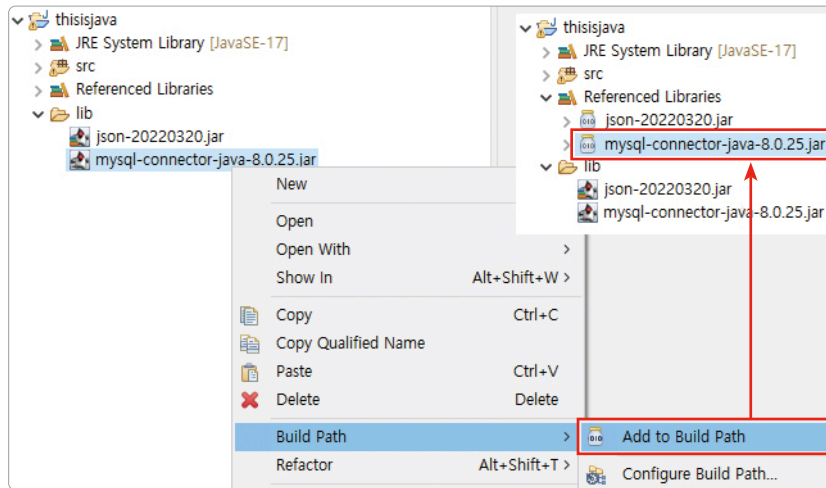 thisisjava
JRE System Library [JavaSE-17]
src
Referenced Libraries
lib
json-20220320.jar
mysql-connector-java-8.0.25.jar
New
Open
Open With
Show In Alt+Shift+W
Copy Ctrl+C
Copy Qualified Name
Paste Ctrl+V
Delete Delete
Build Path
Refactor Alt+Shift+T
thisisjava
JRE System Library [JavaSE-17]
src
Referenced Libraries
json-20220320.jar
mysql-connector-java-8.0.25.jar
lib
json-20220320.jar
mysql-connector-java-8.0.25.jar
Add to Build Path
Configure Build Path...